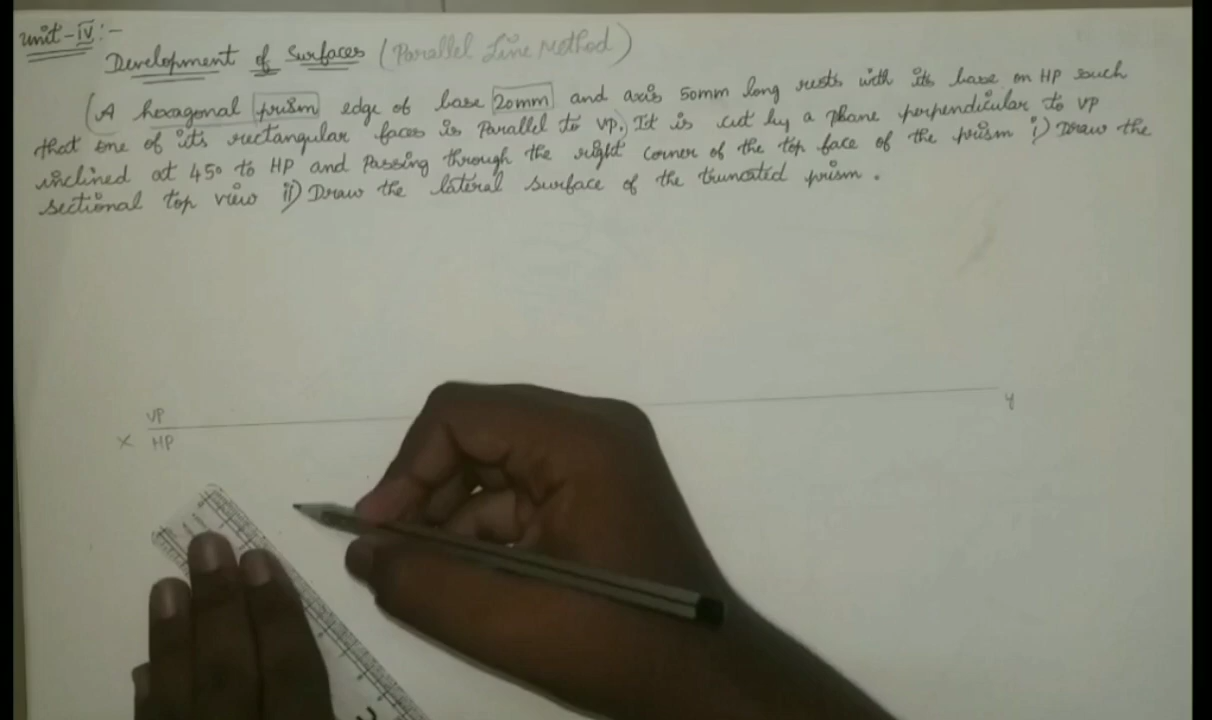 unit-IV:-
Development of Surfaces (Parallel Line Method)
(A hexagonal prism edge of base 20mm and axis 50mm long rests with its base on HP such
that one of its rectangular faces is Parallel to VP. It is cut by a plane perpendicular to VP
inclined at 45° to HP and Passing through the right corner of the top face of the prism i) Draw the
sectional top view ii) Draw the lateral surface of the truncated prism.
VP
X HP
y
3